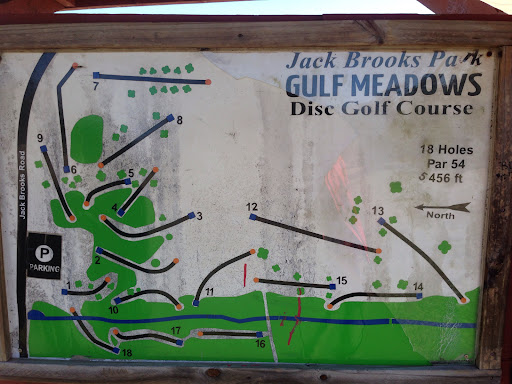 Jack Brooks Park
GULF MEADOWS
Disc Golf Course
18 Holes
Par 54
5456 ft
North
Jack Brooks Road
P
PARKING
7
8
9
6
5
4
3
12
13
2
1
10
11
15
14
18
17
16